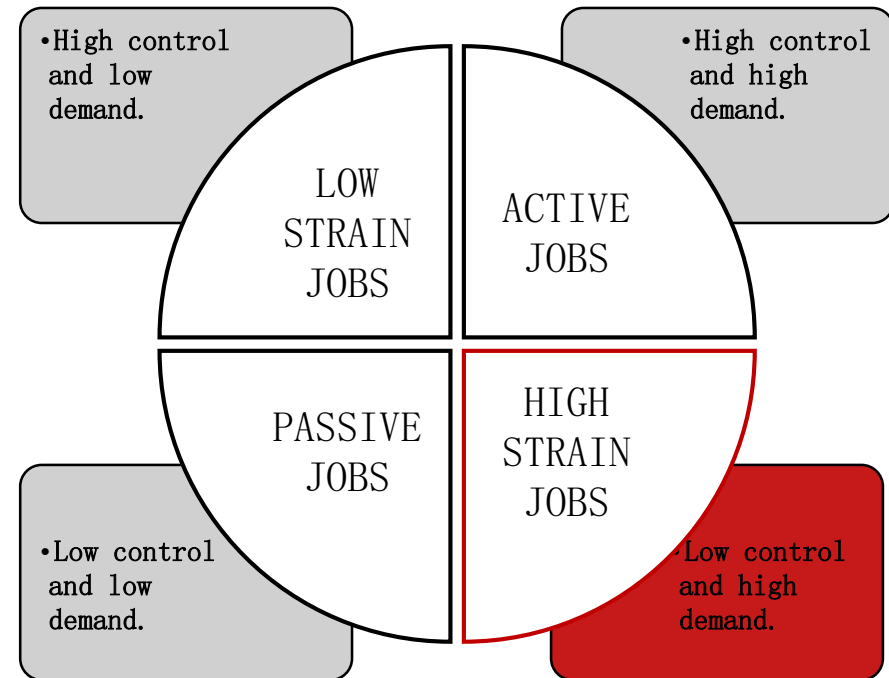 •High control
and low
demand.
•High control
and high
demand.
LOW
STRAIN
JOBS
ACTIVE
JOBS
PASSIVE
JOBS
HIGH
STRAIN
JOBS
•Low control
and low
demand.
•Low control
and high
demand.